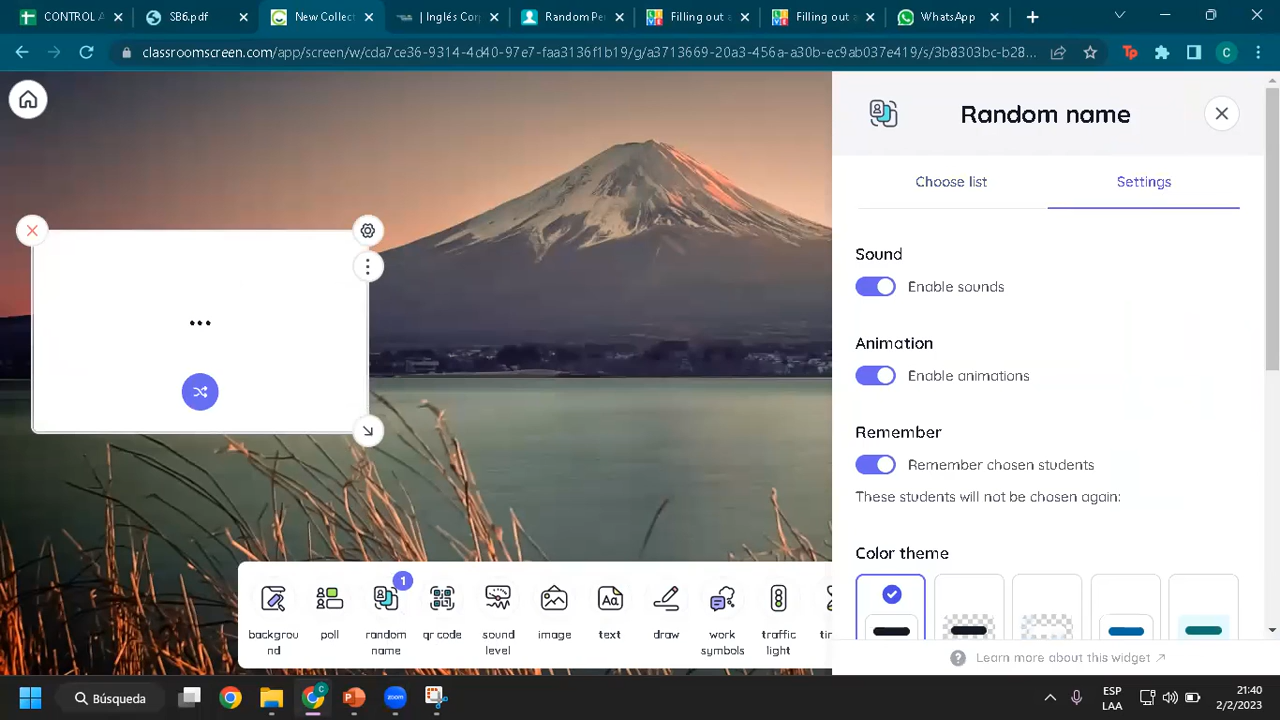 CONTROL A
SB6.pdf
New Collect
| Inglés Cor
Random Pe
Filling out a
Filling out a
WhatsApp
classroomscreen.com/app/screen/w/cda7ce36-9314-4d40-97e7-faa3136f1b19/g/a3713669-20a3-456a-a30b-ec9ab037e419/s/3b8303bc-b28...
C
Random name
Choose list
Settings
Sound
Enable sounds
Animation
Enable animations
Remember
Remember chosen students
These students will not be chosen again:
Color theme
...
1
backgrou
nd
poll
random
name
qr code
sound
level
image
Aa
text
draw
work
symbols
traffic
light
Learn more about this widget
Búsqueda
zoom
ESP
LAA
21:40
2/2/2023